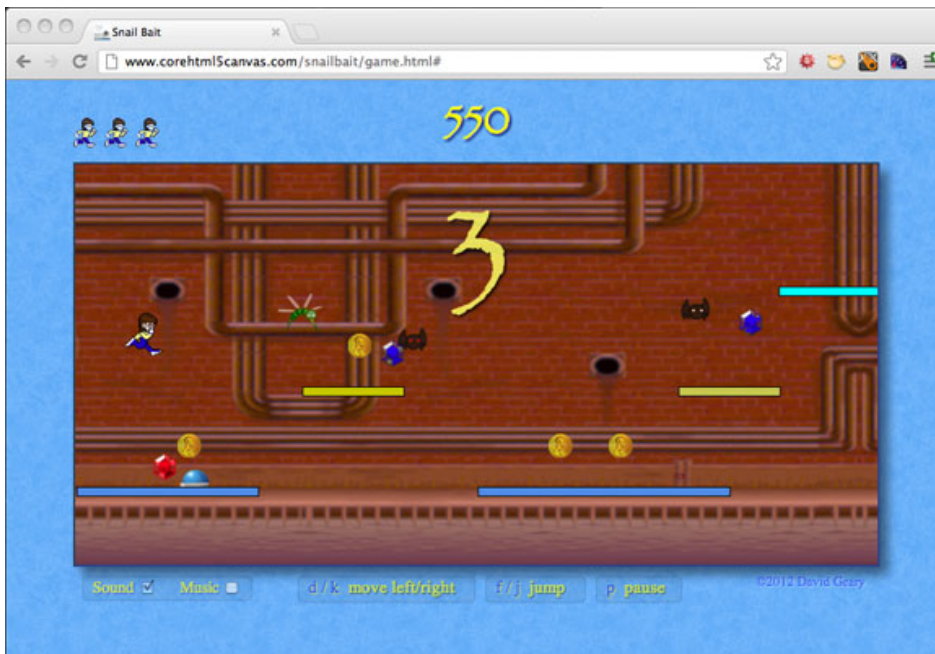 Snail Bait
www.corehtml5canvas.com/snailbait/game.html#
550
3
Sound Music d / k move left/right f / j jump p pause ©2012 David Geary